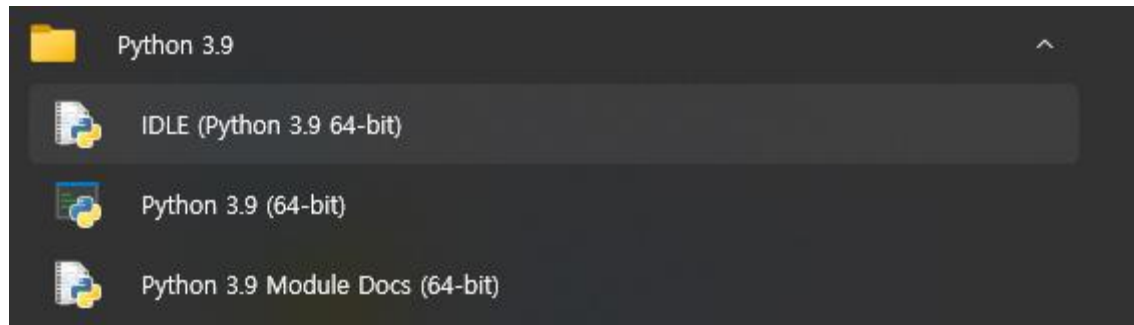 Python 3.9
IDLE (Python 3.9 64-bit)
Python 3.9 (64-bit)
Python 3.9 Module Docs (64-bit)